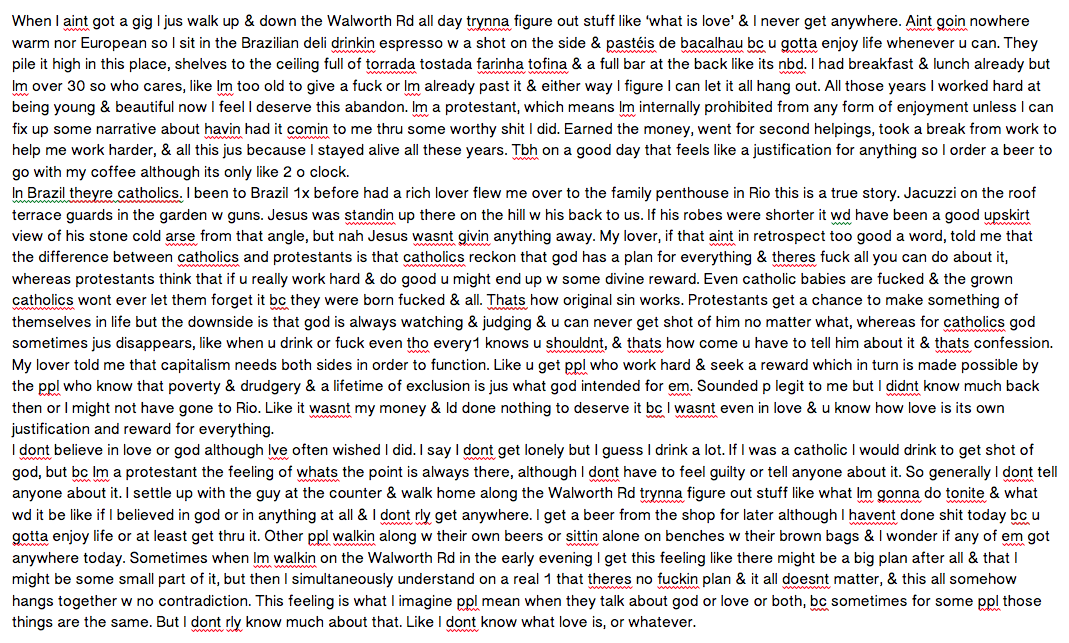 When I aint got a gig I jus walk up & down the Walworth Rd all day trynna figure out stuff like ‘what is love’ & I never get anywhere. Aint goin nowhere
warm nor European so I sit in the Brazilian deli drinkin espresso w a shot on the side & pastéis de bacalhau bc u gotta enjoy life whenever u can. They
pile it high in this place, shelves to the ceiling full of torrada tostada farinha tofina & a full bar at the back like its nbd. I had breakfast & lunch already but
Im over 30 so who cares, like Im too old to give a fuck or Im already past it & either way I figure I can let it all hang out. All those years I worked hard at
being young & beautiful now I feel I deserve this abandon. Im a protestant, which means Im internally prohibited from any form of enjoyment unless I can
fix up some narrative about havin had it comin to me thru some worthy shit I did. Earned the money, went for second helpings, took a break from work to
help me work harder, & all this jus because I stayed alive all these years. Tbh on a good day that feels like a justification for anything so I order a beer to
go with my coffee although its only like 2 o clock.
In Brazil theyre catholics. I been to Brazil 1x before had a rich lover flew me over to the family penthouse in Rio this is a true story. Jacuzzi on the roof
terrace guards in the garden w guns. Jesus was standin up there on the hill w his back to us. If his robes were shorter it wd have been a good upskirt
view of his stone cold arse from that angle, but nah Jesus wasnt givin anything away. My lover, if that aint in retrospect too good a word, told me that
the difference between catholics and protestants is that catholics reckon that god has a plan for everything & theres fuck all you can do about it,
whereas protestants think that if u really work hard & do good u might end up w some divine reward. Even catholic babies are fucked & the grown
catholics wont ever let them forget it bc they were born fucked & all. Thats how original sin works. Protestants get a chance to make something of
themselves in life but the downside is that god is always watching & judging & u can never get shot of him no matter what, whereas for catholics god
sometimes jus disappears, like when u drink or fuck even tho every1 knows u shouldnt, & thats how come u have to tell him about it & thats confession.
My lover told me that capitalism needs both sides in order to function. Like u get ppl who work hard & seek a reward which in turn is made possible by
the ppl who know that poverty & drudgery & a lifetime of exclusion is jus what god intended for em. Sounded p legit to me but I didnt know much back
then or I might not have gone to Rio. Like it wasnt my money & Id done nothing to deserve it bc I wasnt even in love & u know how love is its own
justification and reward for everything.
I dont believe in love or god although Ive often wished I did. I say I dont get lonely but I guess I drink a lot. If I was a catholic I would drink to get shot of
god, but bc Im a protestant the feeling of whats the point is always there, although I dont have to feel guilty or tell anyone about it. So generally I dont tell
anyone about it. I settle up with the guy at the counter & walk home along the Walworth Rd trynna figure out stuff like what Im gonna do tonite & what
wd it be like if I believed in god or in anything at all & I dont rly get anywhere. I get a beer from the shop for later although I havent done shit today bc u
gotta enjoy life or at least get thru it. Other ppl walkin along w their own beers or sittin alone on benches w their brown bags & I wonder if any of em got
anywhere today. Sometimes when Im walkin on the Walworth Rd in the early evening I get this feeling like there might be a big plan after all & that I
might be some small part of it, but then I simultaneously understand on a real 1 that theres no fuckin plan & it all doesnt matter, & this all somehow
hangs together w no contradiction. This feeling is what I imagine ppl mean when they talk about god or love or both, bc sometimes for some ppl those
things are the same. But I dont rly know much about that. Like I dont know what love is, or whatever.